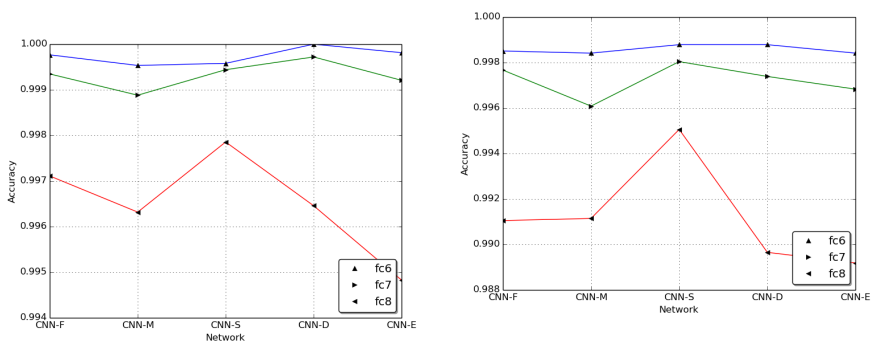 1.000
0.999
0.998
0.997
0.996
0.995
0.994
Accuracy
CNN-F CNN-M CNN-S CNN-D CNN-E
Network
fc6
fc7
fc8
1.000
0.998
0.996
0.994
0.992
0.990
0.988
Accuracy
CNN-F CNN-M CNN-S CNN-D CNN-E
Network
fc6
fc7
fc8